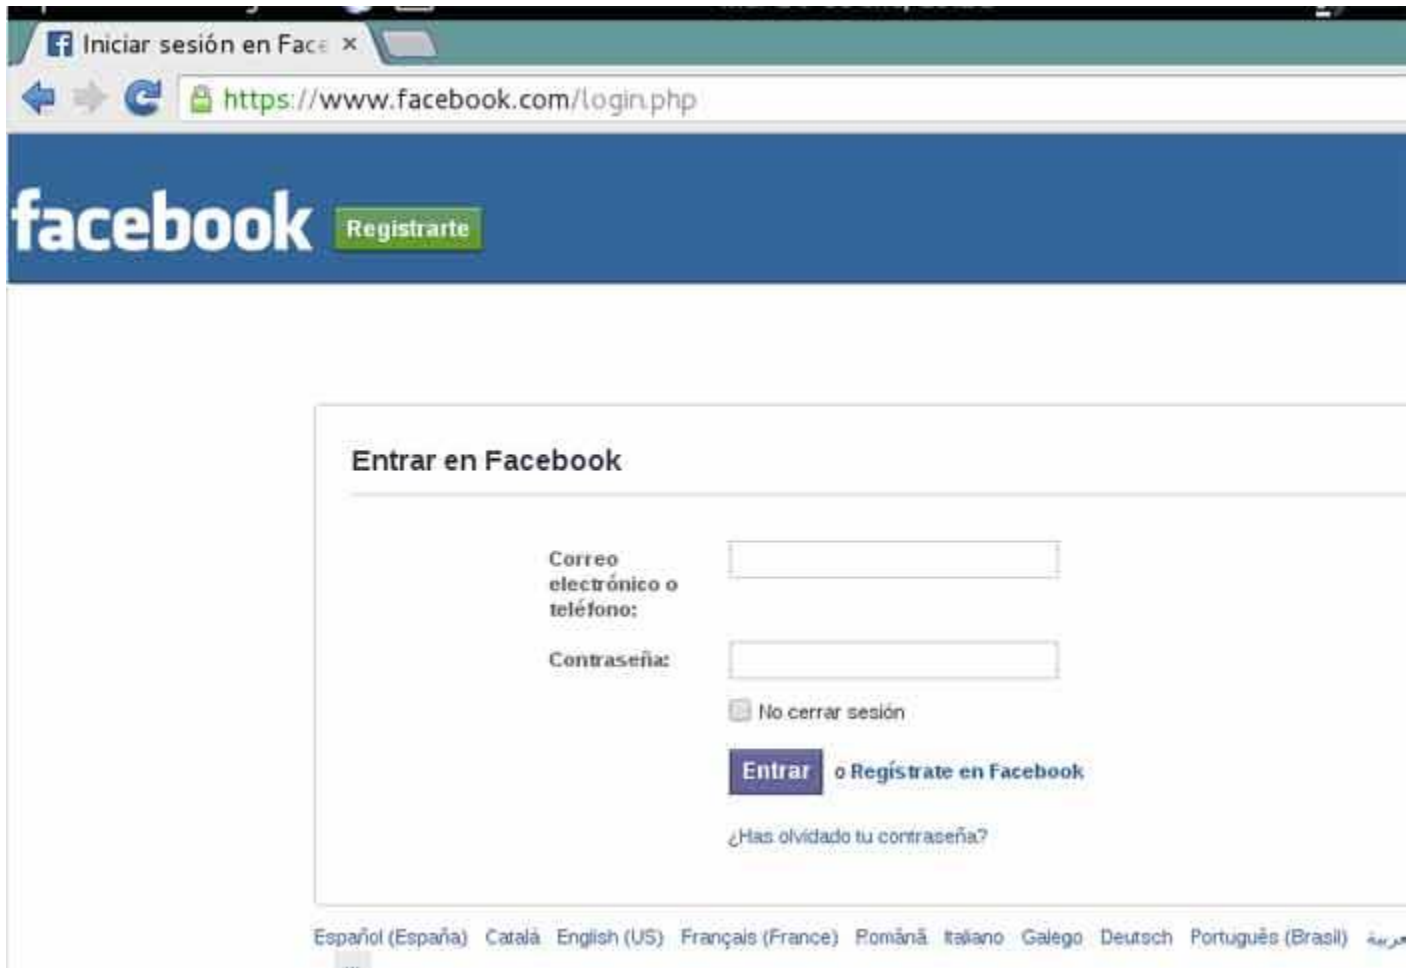 Iniciar sesión en Face
https://www.facebook.com/login.php
facebook Registrarte
Entrar en Facebook
Correo
electrónico o
teléfono:
Contraseña:
No cerrar sesión
Entrar o Regístrate en Facebook
¿Has olvidado tu contraseña?
Español (España) Català English (US) Français (France) Română Italiano Galego Deutsch Português (Brasil)